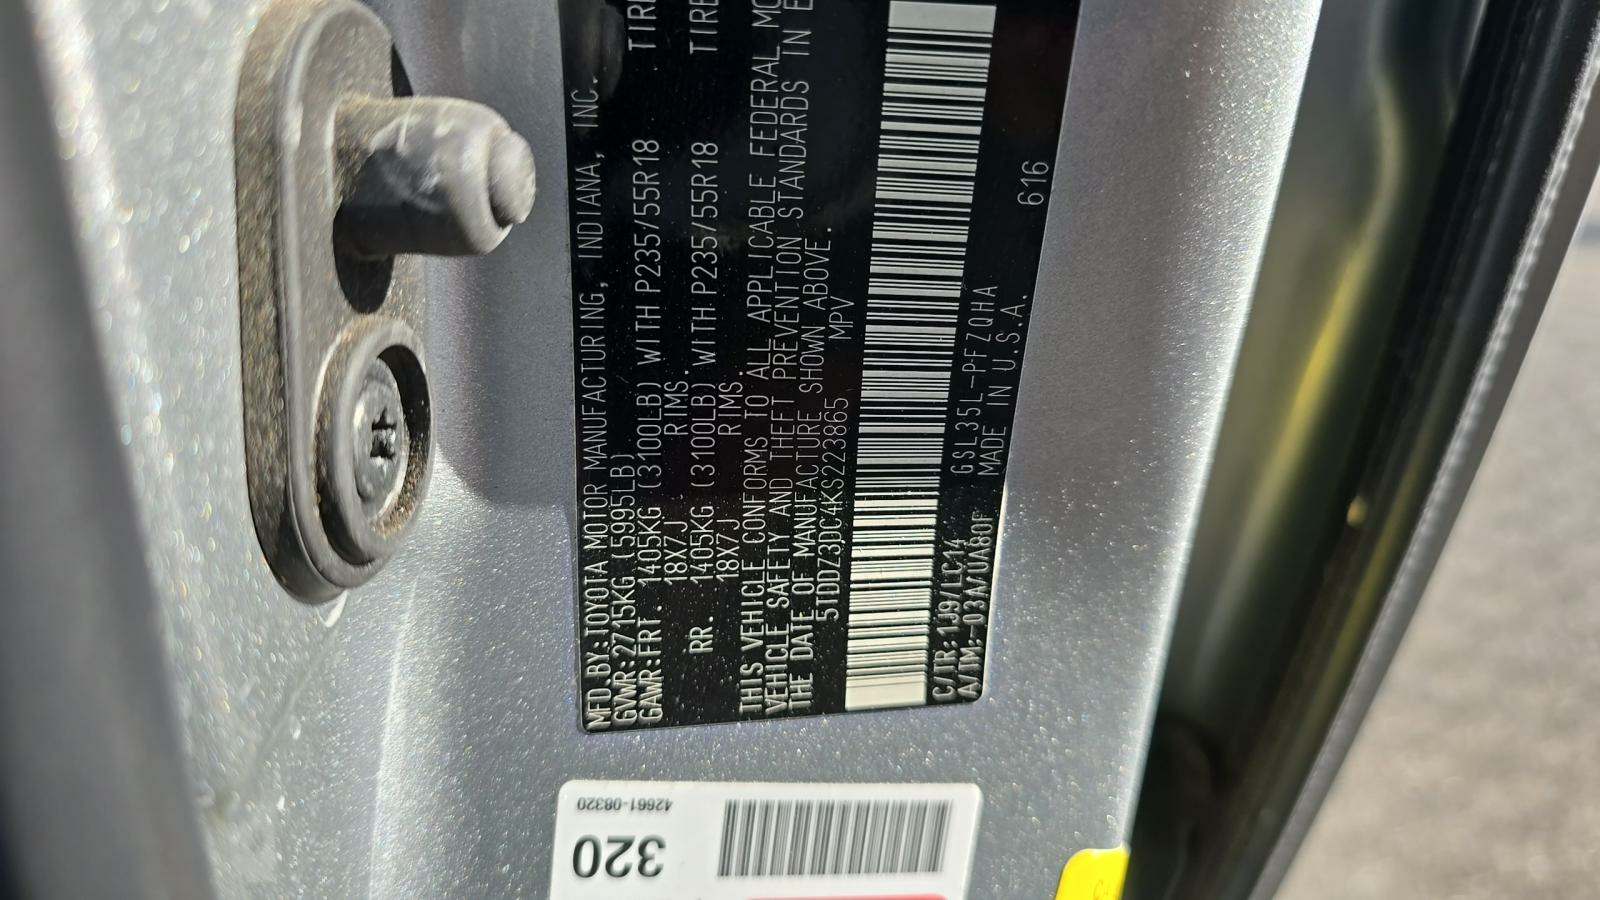 MFD.BY:TOYOTA MOTOR MANUFACTURING, INDIANA, INC.
GVWR:2715KG(5995LB)
GAWR:FRT. 1405KG (3100LB) WITH P235/55R18 TIRE
18X7J RIMS.
RR. 1405KG (3100LB) WITH P235/55R18 TIRE
18X7J RIMS.
THIS VEHICLE CONFORMS TO ALL APPLICABLE FEDERAL MO
VEHICLE SAFETY AND THEFT PREVENTION STANDARDS IN E
THE DATE OF MANUFACTURE SHOWN ABOVE.
5TDDZ3DC4KS223865 MPV
C/TR:1J9/LC14 GSL35L-PFZQHA
A/TM:-03A/UA80F MADE IN U.S.A. 616
42661-08320
320